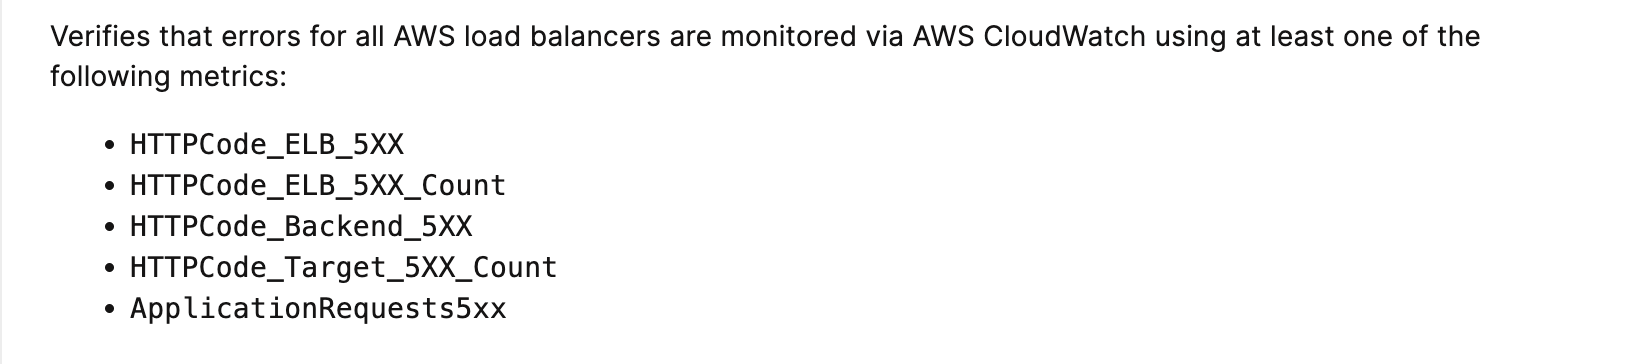 Verifies that errors for all AWS load balancers are monitored via AWS CloudWatch using at least one of the
following metrics:
• HTTPCode_ELB_5XX
• HTTPCode_ELB_5XX_Count
• HTTPCode_Backend_5XX
• HTTPCode_Target_5XX_Count
• ApplicationRequests5xx